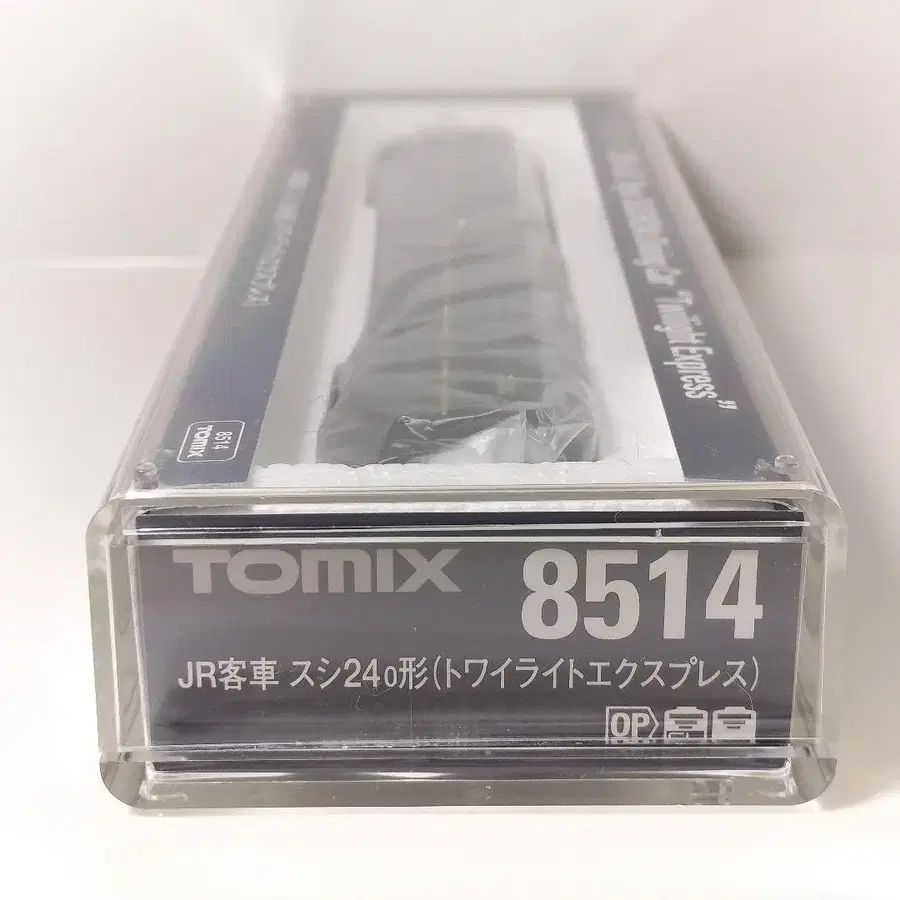 "Twilight Express"
8514
TOMIX
TOMIX 8514
JR客車 スシ24 0形(トワイライトエクスプレス)
OP